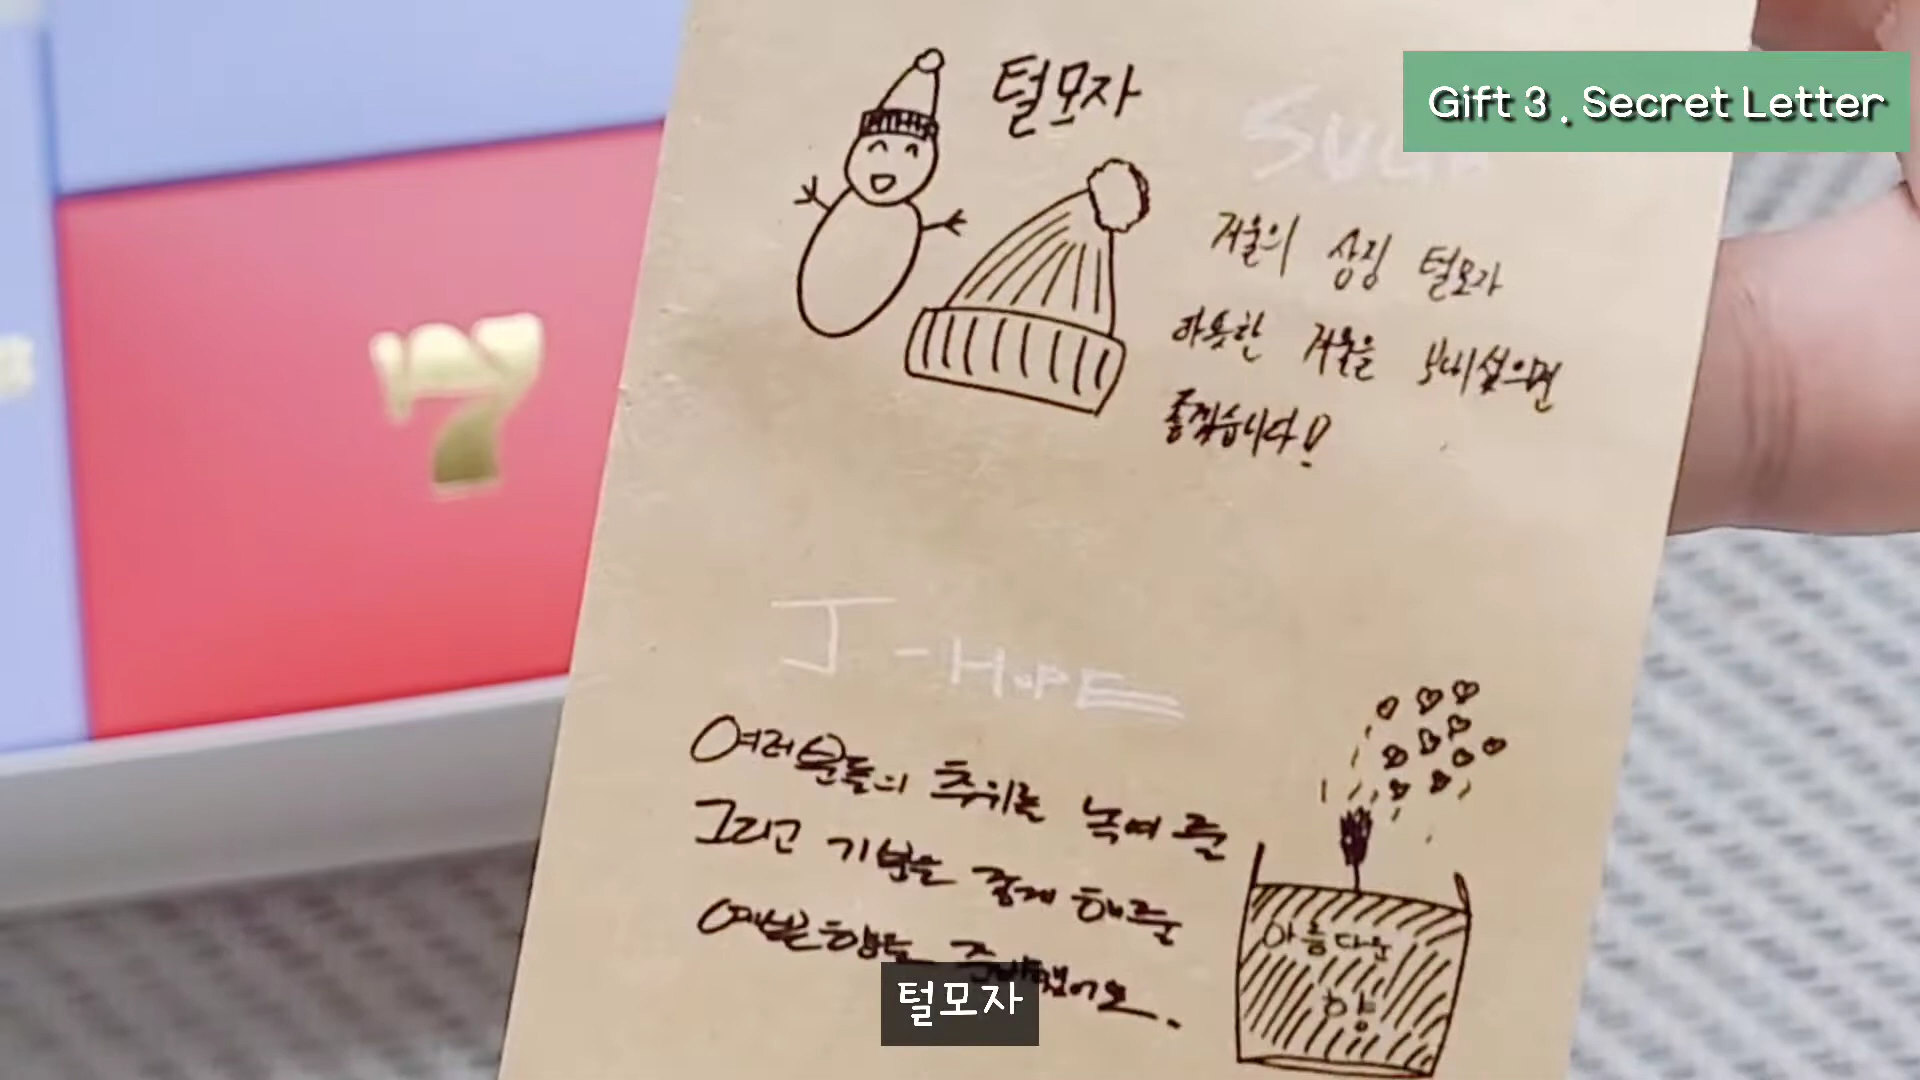 Gift 3. Secret Letter
털모자
SUGA
겨울의 상징 털모자
따뜻한 겨울을 보내셨으면
좋겠습니다!
7
J-HOPE
여러분들의 추위를 녹여 줄
그리고 기분을 좋게 해줄
예쁜 향을 준비했어요.
아름다운
향
털모자